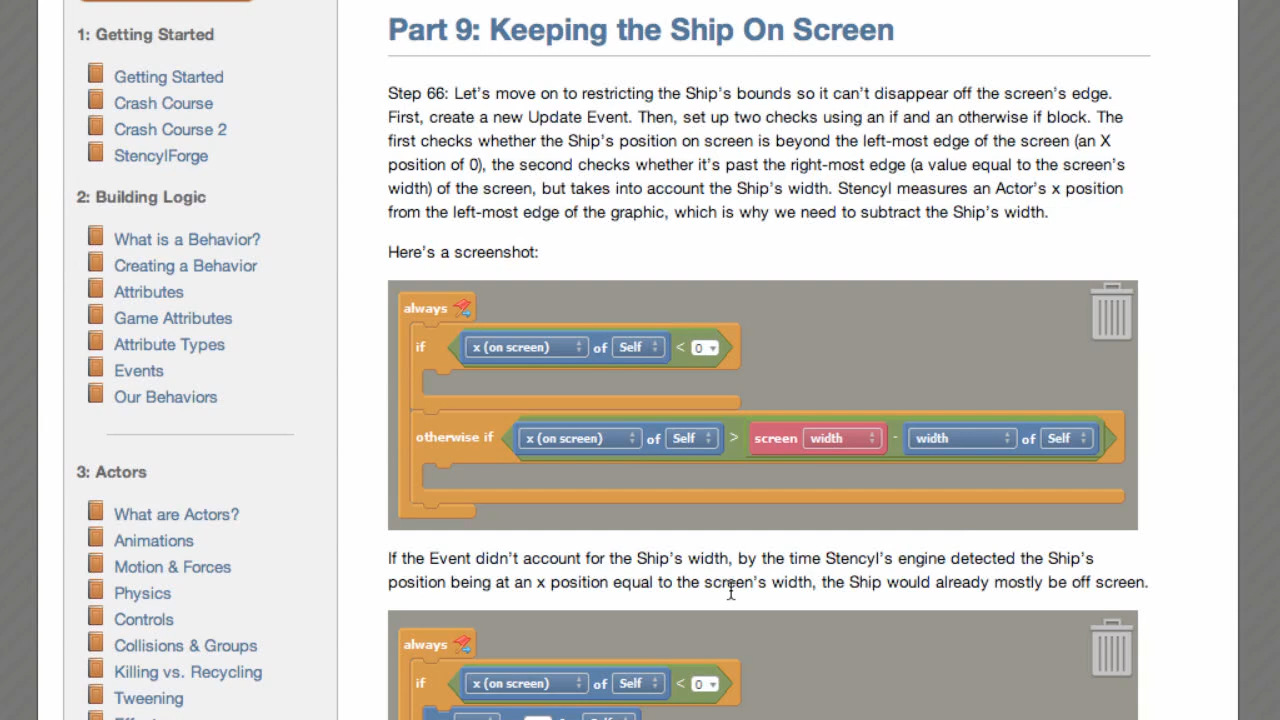 1: Getting Started
Getting Started
Crash Course
Crash Course 2
StencylForge
2: Building Logic
What is a Behavior?
Creating a Behavior
Attributes
Game Attributes
Attribute Types
Events
Our Behaviors
3: Actors
What are Actors?
Animations
Motion & Forces
Physics
Controls
Collisions & Groups
Killing vs. Recycling
Tweening
Part 9: Keeping the Ship On Screen
Step 66: Let's move on to restricting the Ship's bounds so it can't disappear off the screen's edge.
First, create a new Update Event. Then, set up two checks using an if and an otherwise if block. The
first checks whether the Ship's position on screen is beyond the left-most edge of the screen (an X
position of 0), the second checks whether it's past the right-most edge (a value equal to the screen's
width) of the screen, but takes into account the Ship's width. Stencyl measures an Actor's x position
from the left-most edge of the graphic, which is why we need to subtract the Ship's width.
Here's a screenshot:
always
if x (on screen) of Self < 0
otherwise if x (on screen) of Self > screen width - width of Self
If the Event didn't account for the Ship's width, by the time Stencyl's engine detected the Ship's
position being at an x position equal to the screen's width, the Ship would already mostly be off screen.
always
if x (on screen) of Self < 0